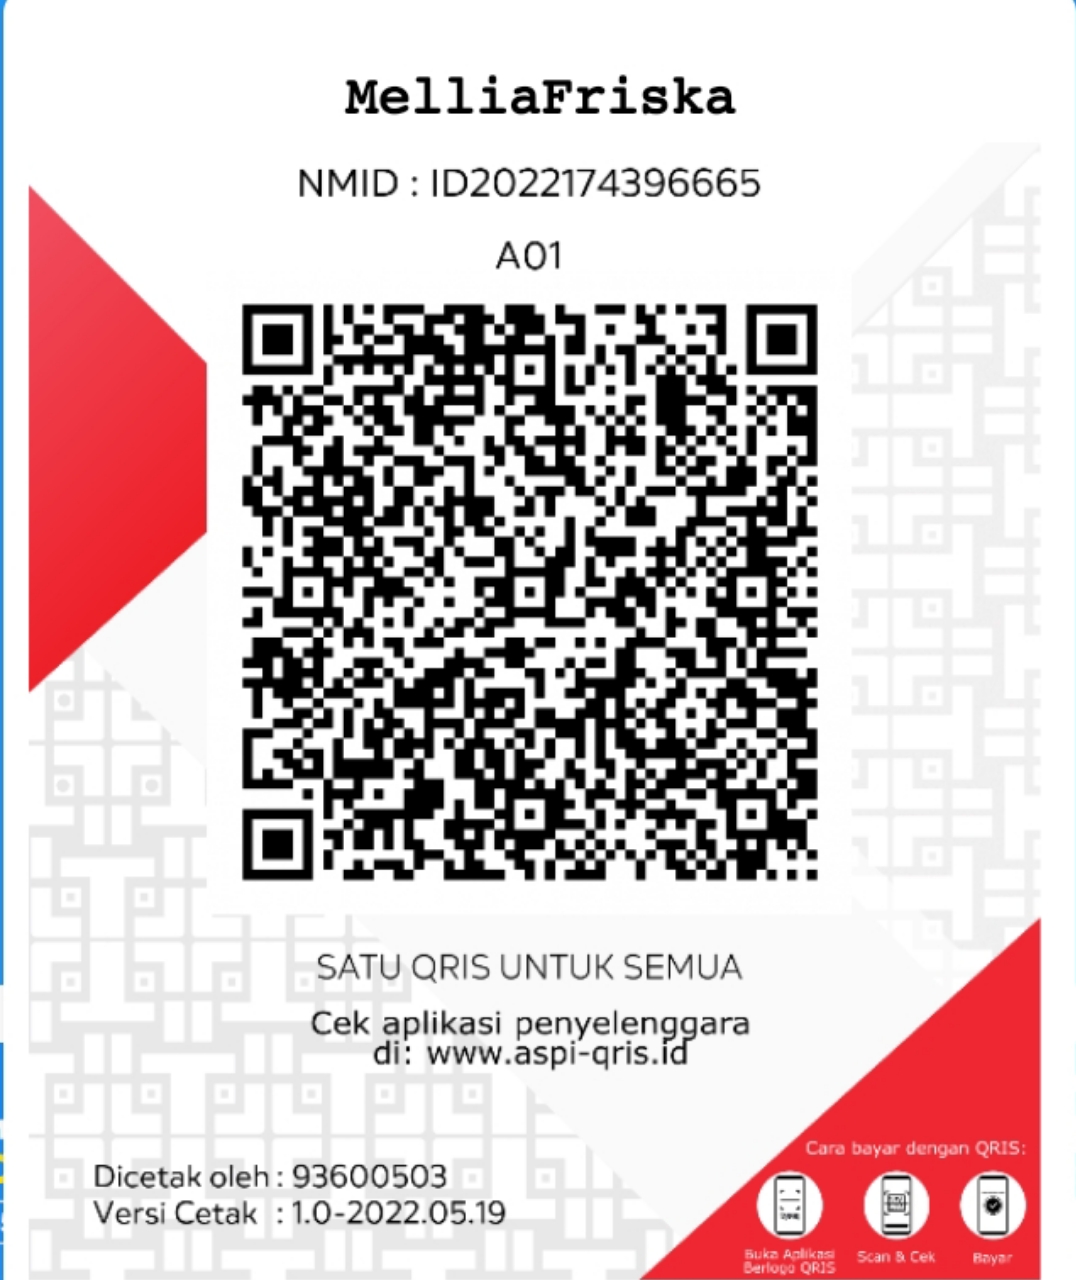 MelliaFriska
NMID : ID2022174396665
A01
SATU QRIS UNTUK SEMUA
Cek aplikasi penyelenggara
di: www.aspi-qris.id
Dicetak oleh : 93600503
Versi Cetak : 1.0-2022.05.19
Cara bayar dengan QRIS:
Buka Aplikasi
Berlogo QRIS
Scan & Cek
Bayar